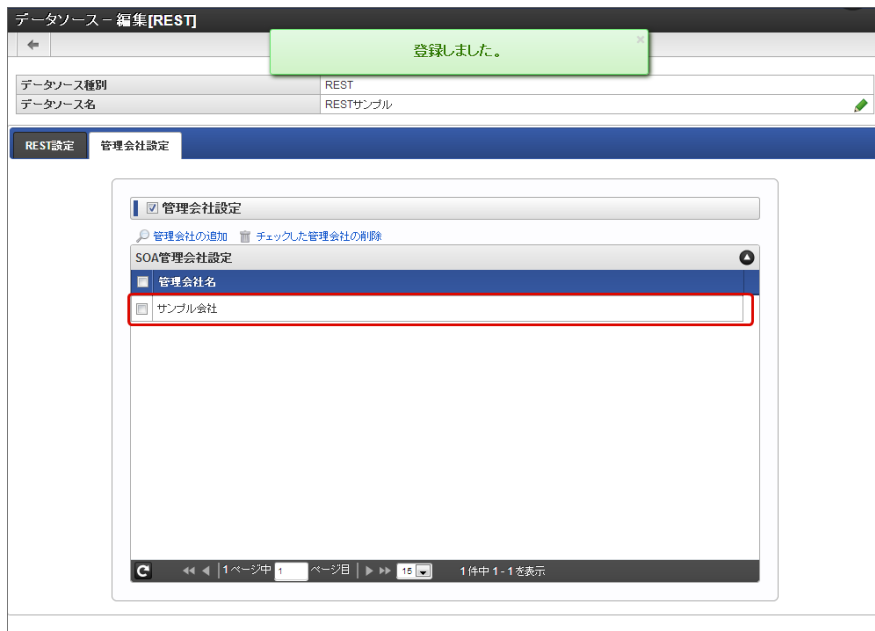 データソース－編集[REST]
登録しました。
データソース種別 REST
データソース名 RESTサンプル
REST設定 管理会社設定
管理会社設定
管理会社の追加 チェックした管理会社の削除
SOA管理会社設定
管理会社名
サンプル会社
1ページ中 1 ページ目 15 1件中 1 - 1 を表示